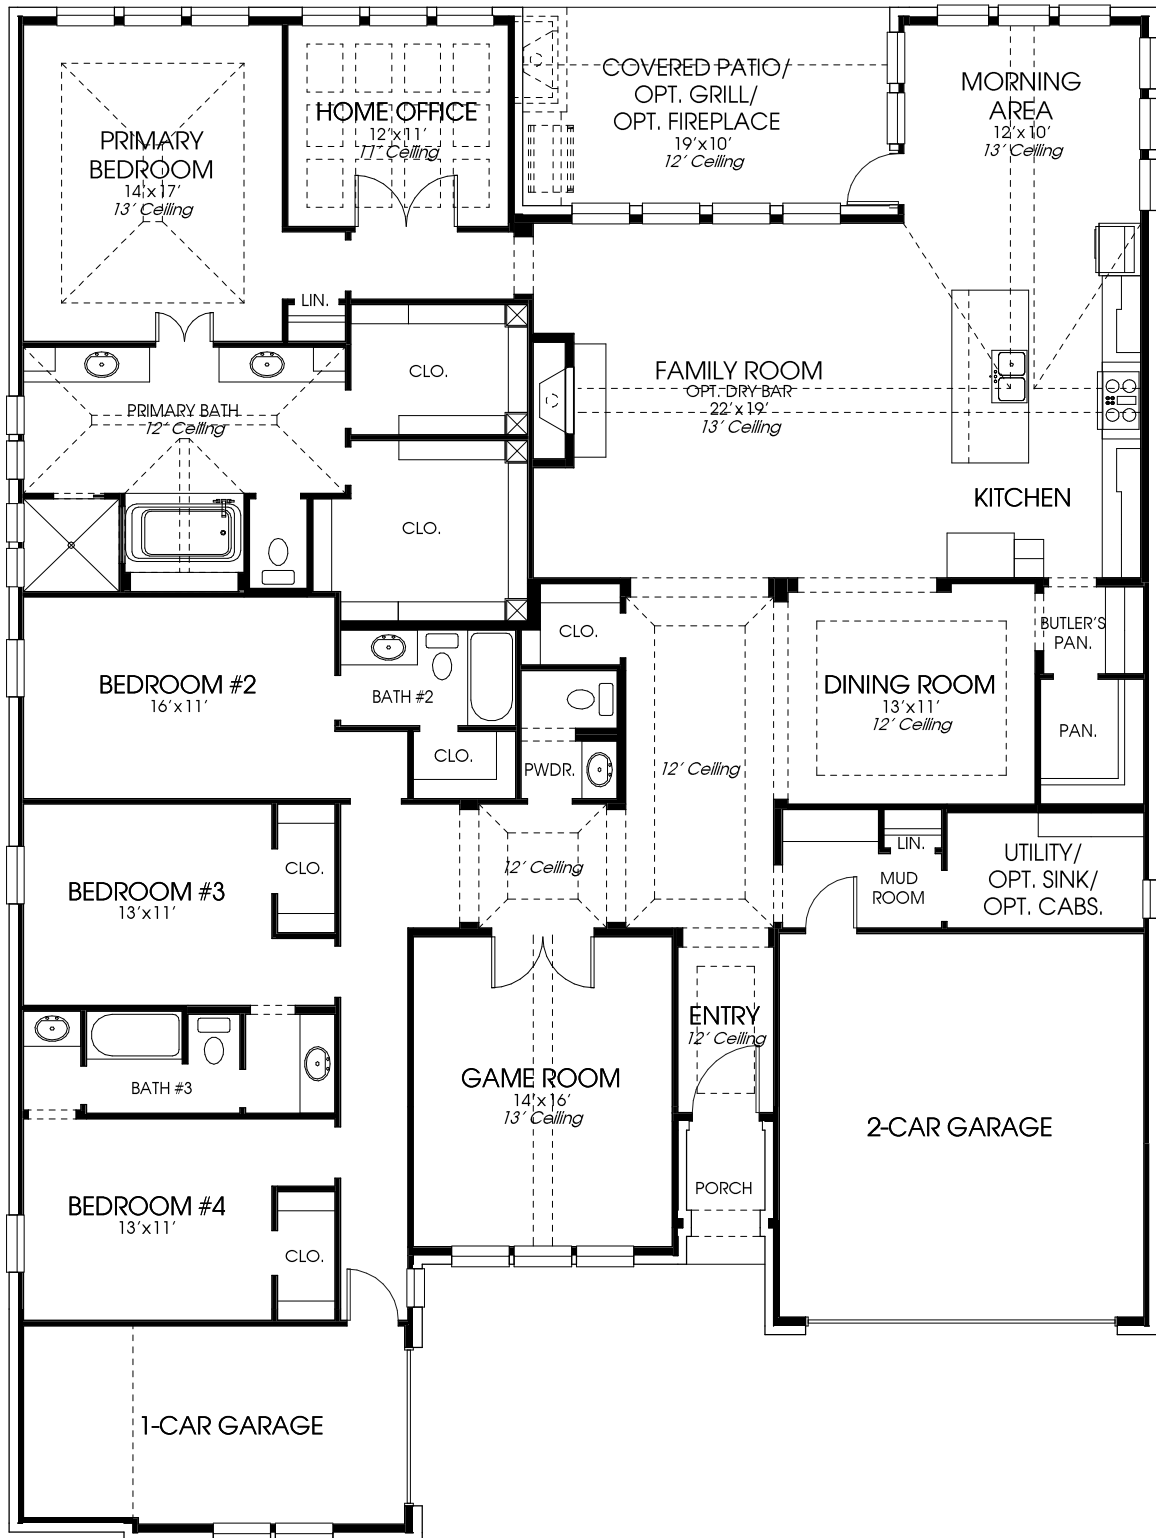 PRIMARY
BEDROOM
14'x17'
13' Ceiling
HOME OFFICE
12'x11'
11' Ceiling
COVERED PATIO/
OPT. GRILL/
OPT. FIREPLACE
19'x10'
12' Ceiling
MORNING
AREA
12'x10'
13' Ceiling
LIN.
CLO.
PRIMARY BATH
12' Ceiling
FAMILY ROOM
OPT. DRY BAR
22'x19'
13' Ceiling
KITCHEN
CLO.
CLO.
BUTLER'S
PAN.
BEDROOM #2
16'x11'
BATH #2
DINING ROOM
13'x11'
12' Ceiling
PAN.
CLO.
PWDR.
12' Ceiling
BEDROOM #3
13'x11'
CLO.
12' Ceiling
LIN.
MUD
ROOM
UTILITY/
OPT. SINK/
OPT. CABS.
ENTRY
12' Ceiling
BATH #3
GAME ROOM
14'x16'
13' Ceiling
2-CAR GARAGE
PORCH
BEDROOM #4
13'x11'
CLO.
1-CAR GARAGE